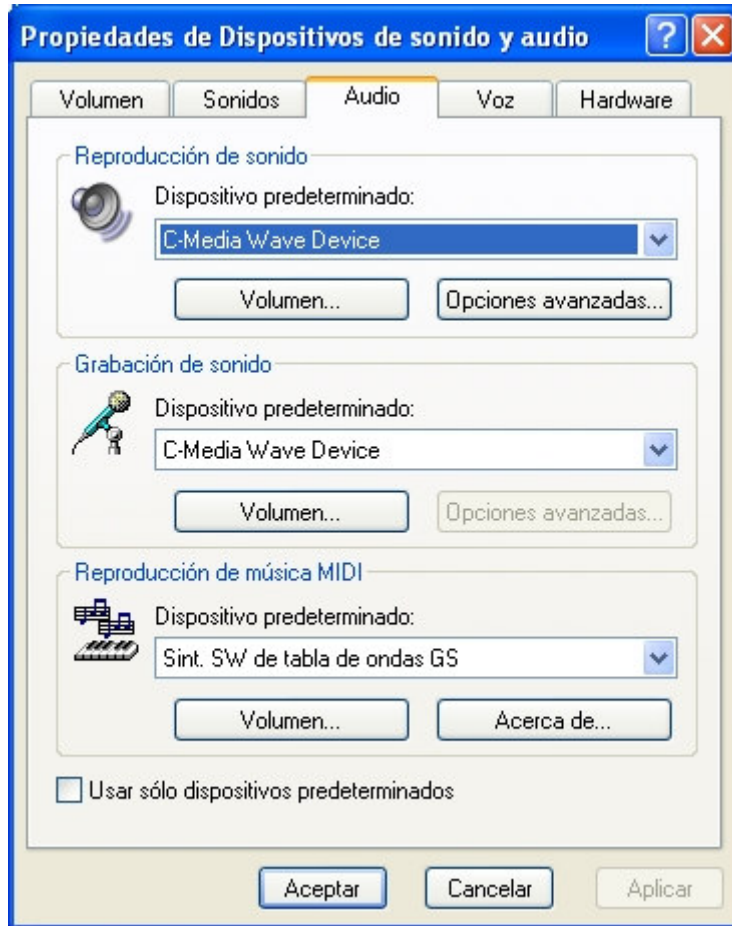 Propiedades de Dispositivos de sonido y audio
Volumen Sonidos Audio Voz Hardware
Reproducción de sonido
Dispositivo predeterminado:
C-Media Wave Device
Volumen... Opciones avanzadas...
Grabación de sonido
Dispositivo predeterminado:
C-Media Wave Device
Volumen... Opciones avanzadas...
Reproducción de música MIDI
Dispositivo predeterminado:
Sint. SW de tabla de ondas GS
Volumen... Acerca de...
Usar sólo dispositivos predeterminados
Aceptar Cancelar Aplicar